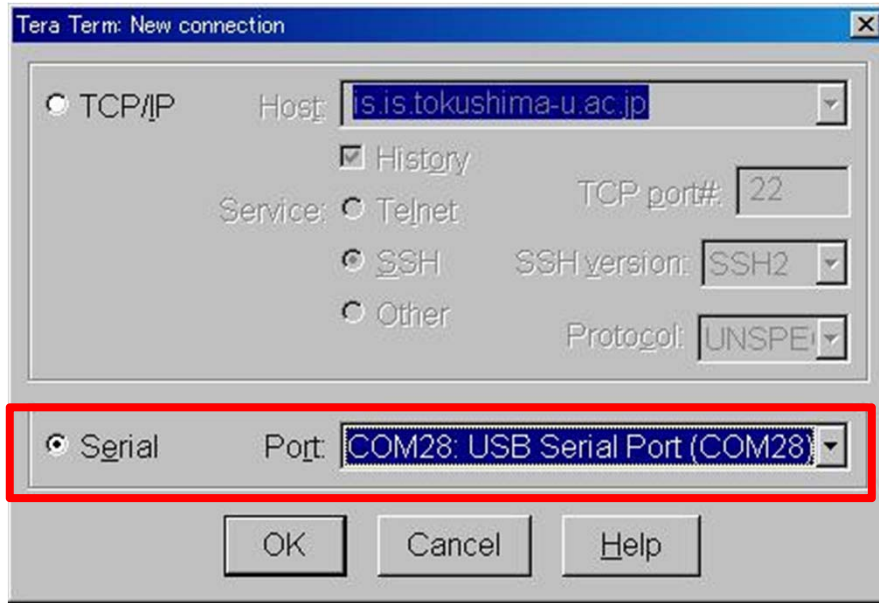 Tera Term: New connection
TCP/IP Host: is.is.tokushima-u.ac.jp
History
Service: Telnet TCP port#: 22
SSH SSH version: SSH2
Other Protocol: UNSPE
Serial Port: COM28: USB Serial Port (COM28)
OK Cancel Help